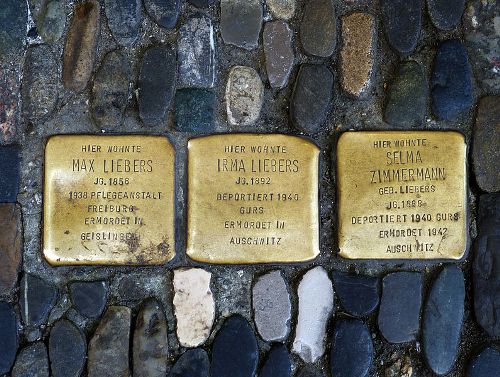 HIER WOHNTE
MAX LIEBERS
JG. 1856
1938 PFLEGEANSTALT
FREIBURG
ERMORDET IN
GEISLINGEN
HIER WOHNTE
IRMA LIEBERS
JG. 1892
DEPORTIERT 1940
GURS
ERMORDET IN
AUSCHWITZ
HIER WOHNTE
SELMA
ZIMMERMANN
GEB. LIEBERS
JG. 1898
DEPORTIERT 1940 GURS
ERMORDET 1942
AUSCHWITZ